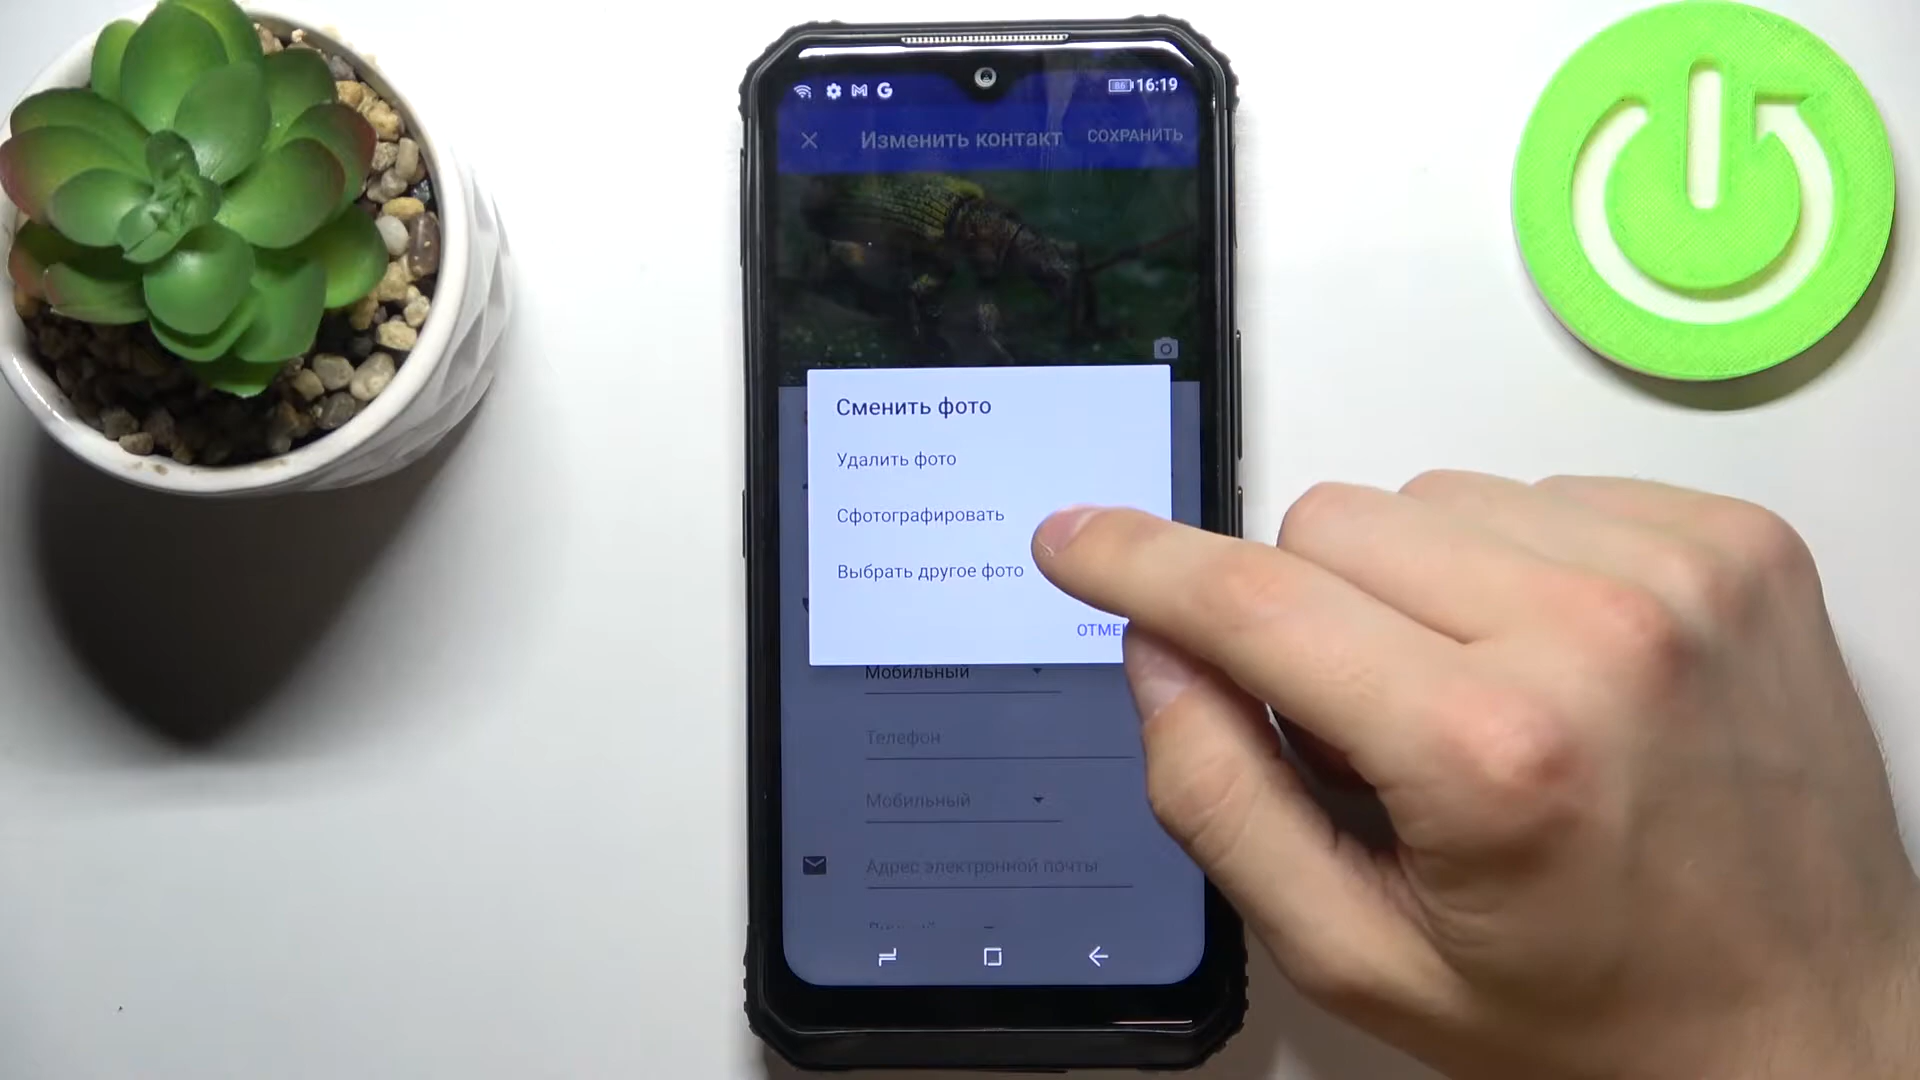 16:19
Изменить контакт СОХРАНИТЬ
Сменить фото
Удалить фото
Сфотографировать
Выбрать другое фото
Мобильный
Телефон
Мобильный
Адрес электронной почты